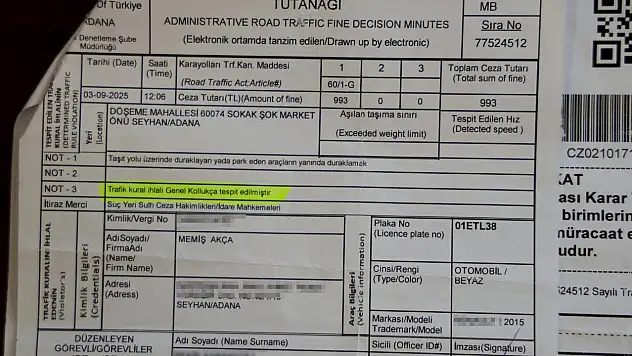 Of Türkiye
TUTANAĞI
MB
ADANA
ADMINISTRATIVE ROAD TRAFFIC FINE DECISION MINUTES
Sıra No
Denetleme Şube Müdürlüğü
(Elektronik ortamda tanzim edilen/Drawn up by electronic)
77524512
TESPİT EDİLEN TRAFİK KURAL İHLALİNİN (DETERMINED TRAFFIC RULE VIOLATION)
Tarihi (Date)
Saati (Time)
Karayolları Trf.Kan. Maddesi
(Road Traffic Act;Article#)
1
2
3
Toplam Ceza Tutarı
(Total sum of fine)
60/1-G
03-09-2025
12:06
Ceza Tutarı(TL)(Amount of fine)
993
0
0
993
Yeri (Location)
DÖŞEME MAHALLESİ 60074 SOKAK ŞOK MARKET
ÖNÜ SEYHAN/ADANA
Aşılan taşıma sınırı
(Exceeded weight limit)
Tespit Edilen Hız
(Detected speed )
NOT - 1
Taşıt yolu üzerinde duraklayan yada park eden araçların yanında duraklamak
NOT - 2
NOT - 3
Trafik kural ihlali Genel Kollukça tespit edilmiştir.
İtiraz Merci
Suç Yeri Sulh Ceza Hakimlikleri/İdare Mahkemeleri
TRAFİK KURALINI İHLAL EDENİN (Violator's)
Kimlik Bilgileri (Credentials)
Kimlik/Vergi No
Adı Soyadı/
FirmaAdı
(Name/
Firm Name)
MEMİŞ AKÇA
Adresi
(Address)
SEYHAN/ADANA
Araç Bilgileri (Vehicle information)
Plaka No
(Licence plate no)
01ETL38
Cinsi/Rengi
(Type/Color)
OTOMOBİL /
BEYAZ
Markası/Modeli
Trademark/Model
/ 2015
DÜZENLEYEN
GÖREVLİ/GÖREVLİLER
Adı Soyadı (Name Surname)
Sicili (Officer ID#)
İmzası(Signature)
CZ0210171
KAT
ası Karar
birimlerin
müracaat e
udur.
524512 Sayılı Tra